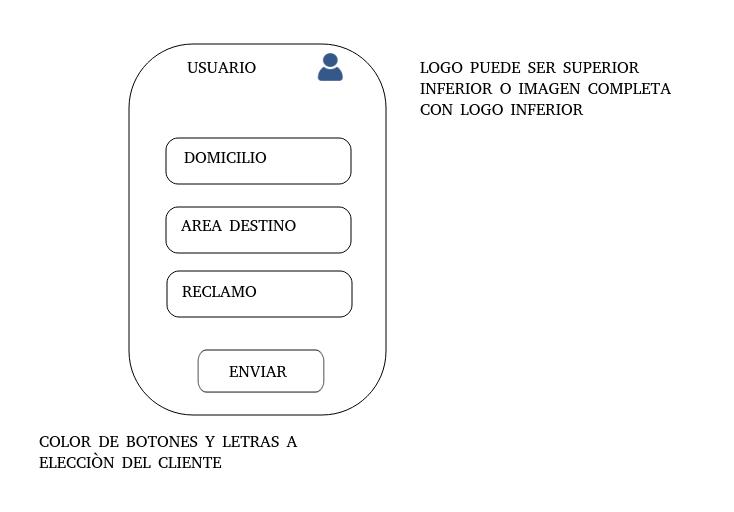 USUARIO
LOGO PUEDE SER SUPERIOR
INFERIOR O IMAGEN COMPLETA
CON LOGO INFERIOR
DOMICILIO
AREA DESTINO
RECLAMO
ENVIAR
COLOR DE BOTONES Y LETRAS A
ELECCIÒN DEL CLIENTE